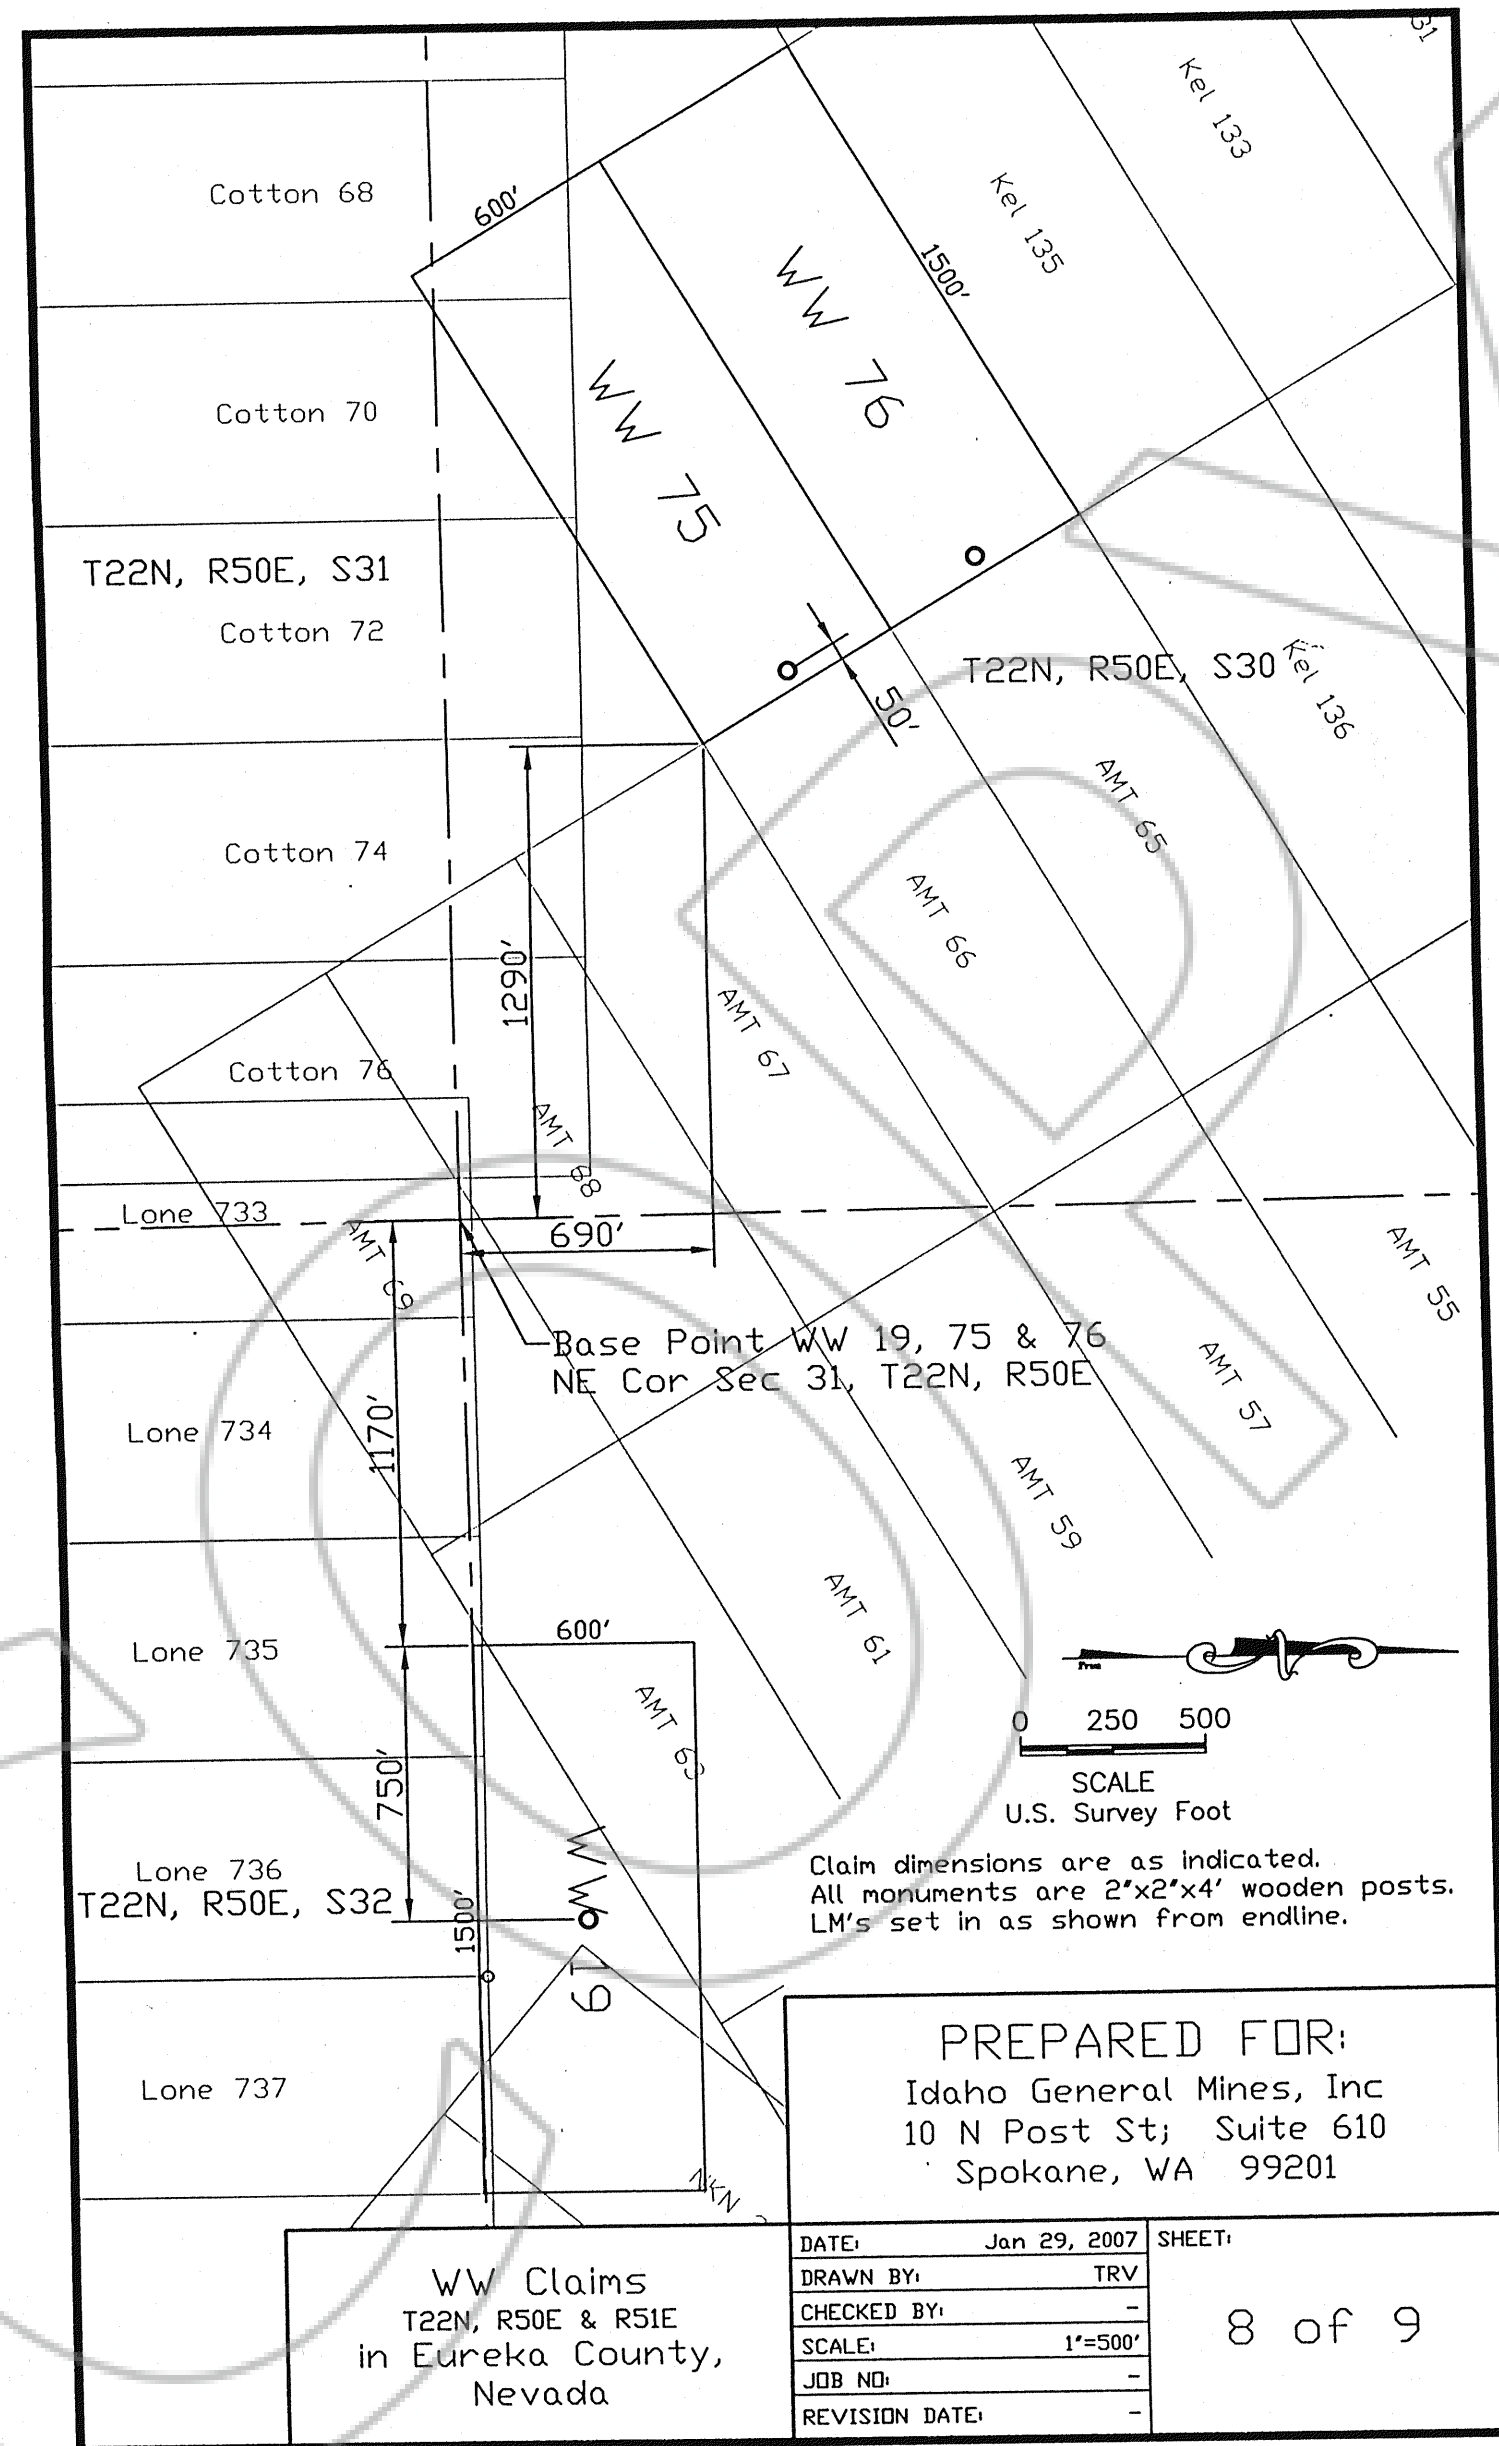 31
Kel 133
Cotton 68
600'
Kel 135
WW 76
1500'
Cotton 70
WW 75
T22N, R50E, S31
Cotton 72
T22N, R50E, S30
Kel 136
50'
AMT 65
Cotton 74
AMT 66
1290'
AMT 67
Cotton 76
AMT 68
Lone 733
AMT 69
690'
AMT 55
Base Point WW 19, 75 & 76
NE Cor Sec 31, T22N, R50E
AMT 57
1170'
Lone 734
AMT 59
AMT 61
600'
Lone 735
AMT 63
True
0 250 500
SCALE
U.S. Survey Foot
750'
WW 19
Lone 736
T22N, R50E, S32
1500'
Claim dimensions are as indicated.
All monuments are 2"x2"x4' wooden posts.
LM's set in as shown from endline.
Lone 737
NKN
PREPARED FOR:
Idaho General Mines, Inc
10 N Post St; Suite 610
Spokane, WA 99201
WW Claims
T22N, R50E & R51E
in Eureka County,
Nevada
DATE: Jan 29, 2007
DRAWN BY: TRV
CHECKED BY: -
SCALE: 1"=500'
JOB NO: -
REVISION DATE: -
SHEET:
8 of 9